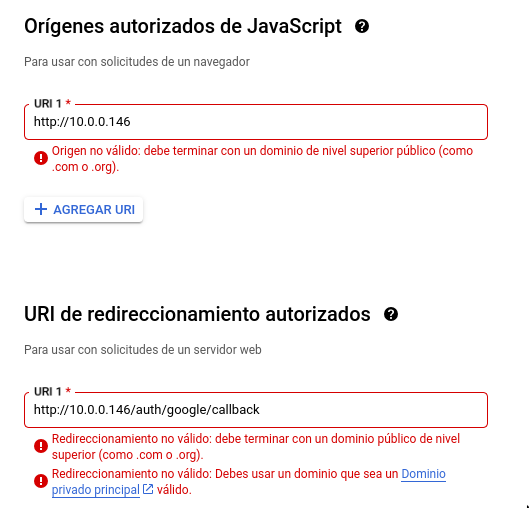 Orígenes autorizados de JavaScript ?
Para usar con solicitudes de un navegador
URI 1 *
http://10.0.0.146
Origen no válido: debe terminar con un dominio de nivel superior público (como
.com o .org).
+ AGREGAR URI
URI de redireccionamiento autorizados ?
Para usar con solicitudes de un servidor web
URI 1 *
http://10.0.0.146/auth/google/callback
Redireccionamiento no válido: debe terminar con un dominio público de nivel
superior (como .com o .org).
Redireccionamiento no válido: Debes usar un dominio que sea un Dominio
privado principal válido.